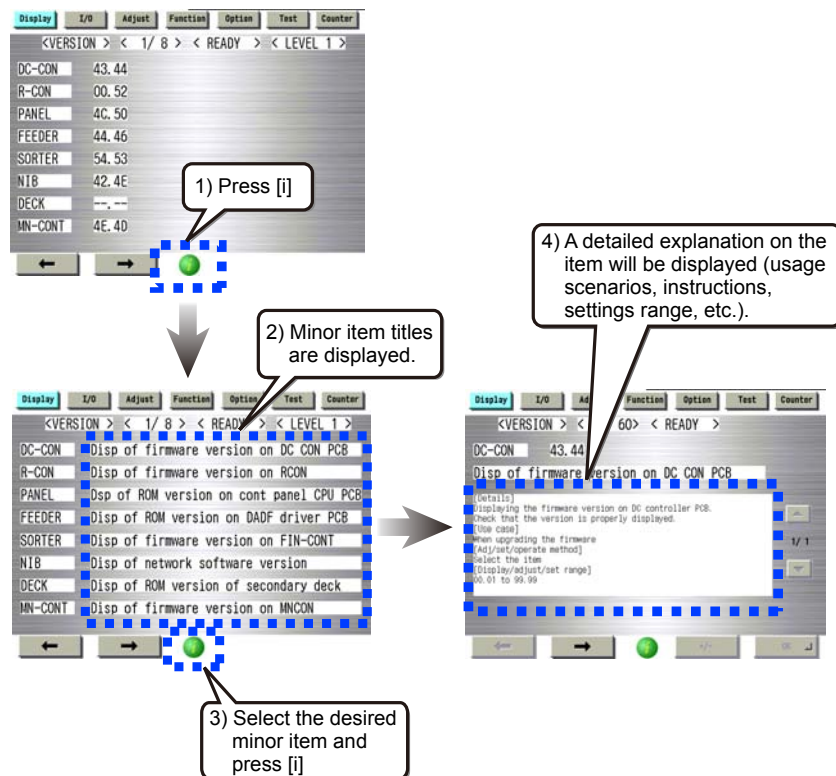 Display I/O Adjust Function Option Test Counter
<VERSION > < 1/ 8 > < READY > < LEVEL 1 >
DC-CON 43.44
R-CON 00.52
PANEL 4C.50
FEEDER 44.46
SORTER 54.53
NIB 42.4E
DECK --.--
MN-CONT 4E.4D
1) Press [i]
2) Minor item titles
are displayed.
Display I/O Adjust Function Option Test Counter
<VERSION > < 1/ 8 > < READY > < LEVEL 1 >
DC-CON Disp of firmware version on DC CON PCB
R-CON Disp of firmware version on RCON
PANEL Dsp of ROM version on cont panel CPU PCB
FEEDER Disp of ROM version on DADF driver PCB
SORTER Disp of firmware version on FIN-CONT
NIB Disp of network software version
DECK Disp of ROM version of secondary deck
MN-CONT Disp of firmware version on MNCON
3) Select the desired
minor item and
press [i]
4) A detailed explanation on the
item will be displayed (usage
scenarios, instructions,
settings range, etc.).
Display I/O Function Option Test Counter
<VERSION > < 60> < READY >
DC-CON 43.44
Disp of firmware version on DC CON PCB
[Details]
Displaying the firmware version on DC controller PCB.
Check that the version is properly displayed.
[Use case]
When upgrading the firmware
[Adj/set/operate method]
Select the item
[Display/adjust/set range]
00.01 to 99.99
1/ 1
+/-
OK